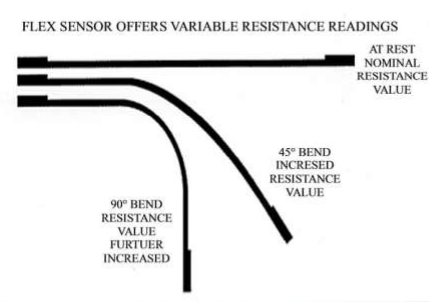 FLEX SENSOR OFFERS VARIABLE RESISTANCE READINGS
AT REST
NOMINAL
RESISTANCE
VALUE
45° BEND
INCRESED
RESISTANCE
VALUE
90° BEND
RESISTANCE
VALUE
FURTUER
INCREASED